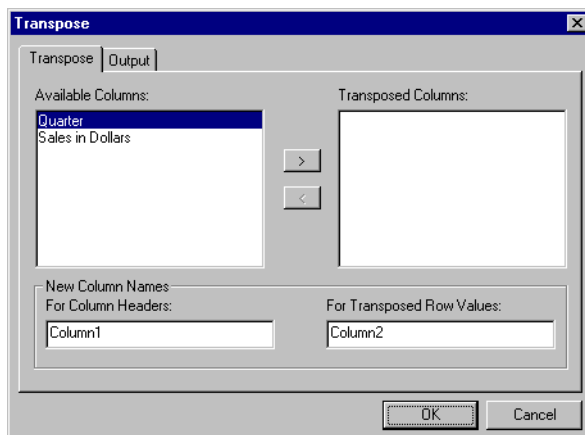 Transpose
Transpose Output
Available Columns: Transposed Columns:
Quarter
Sales in Dollars
>
<
New Column Names
For Column Headers: For Transposed Row Values:
Column1 Column2
OK Cancel